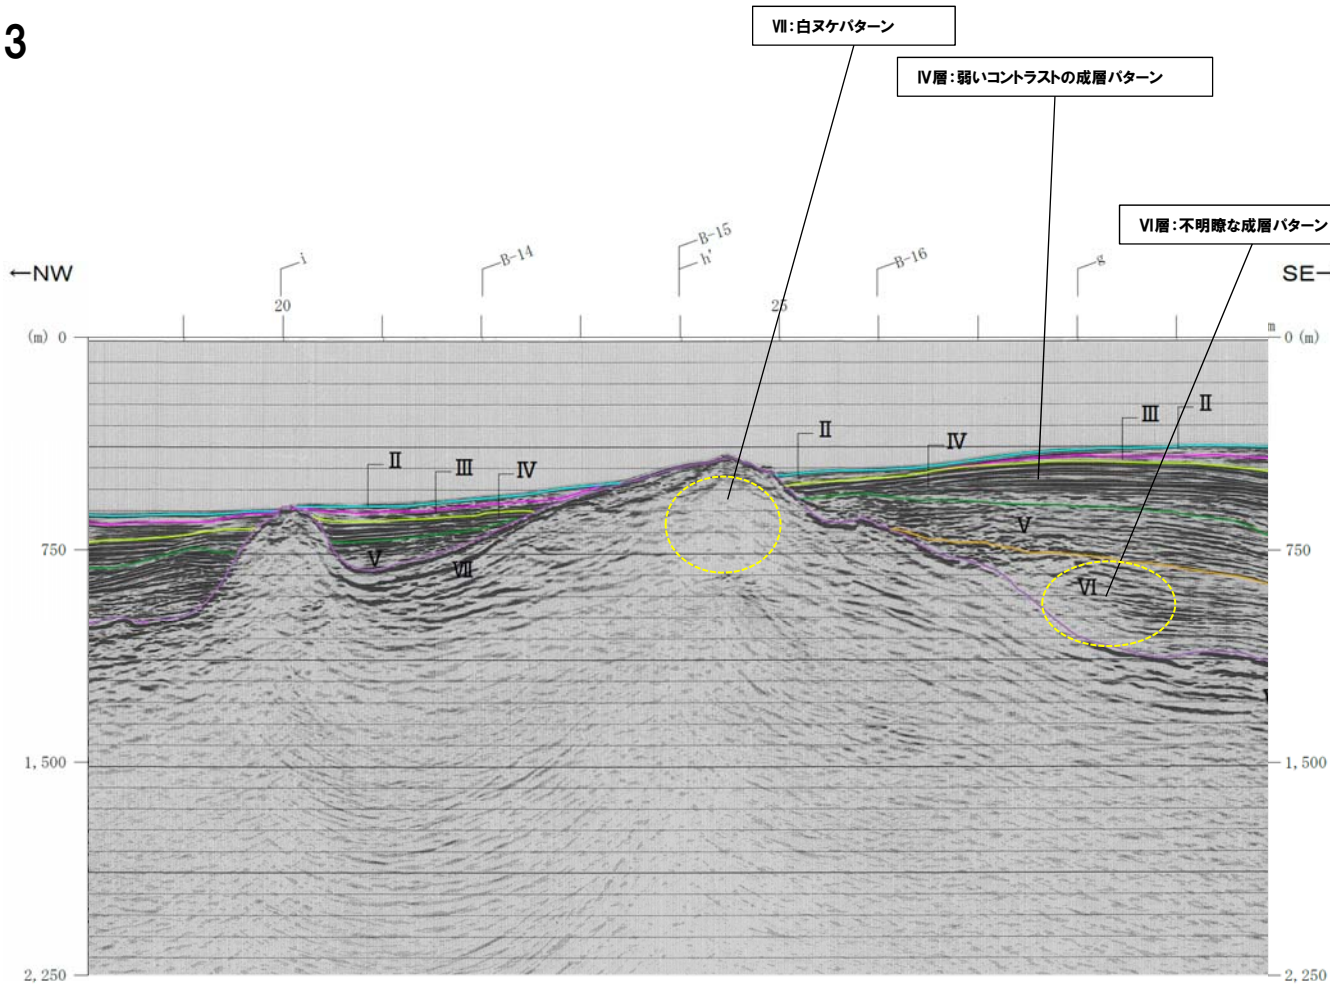 3
Ⅶ:白ヌケパターン
Ⅳ層:弱いコントラストの成層パターン
Ⅵ層:不明瞭な成層パターン
←NW
i
B-14
B-15
h'
B-16
g
SE
20
25
(m) 0
m
0 (m)
Ⅱ
Ⅲ
Ⅳ
Ⅱ
Ⅳ
Ⅲ
Ⅱ
750
Ⅴ
Ⅶ
Ⅴ
Ⅵ
750
1,500
1,500
2,250
2,250